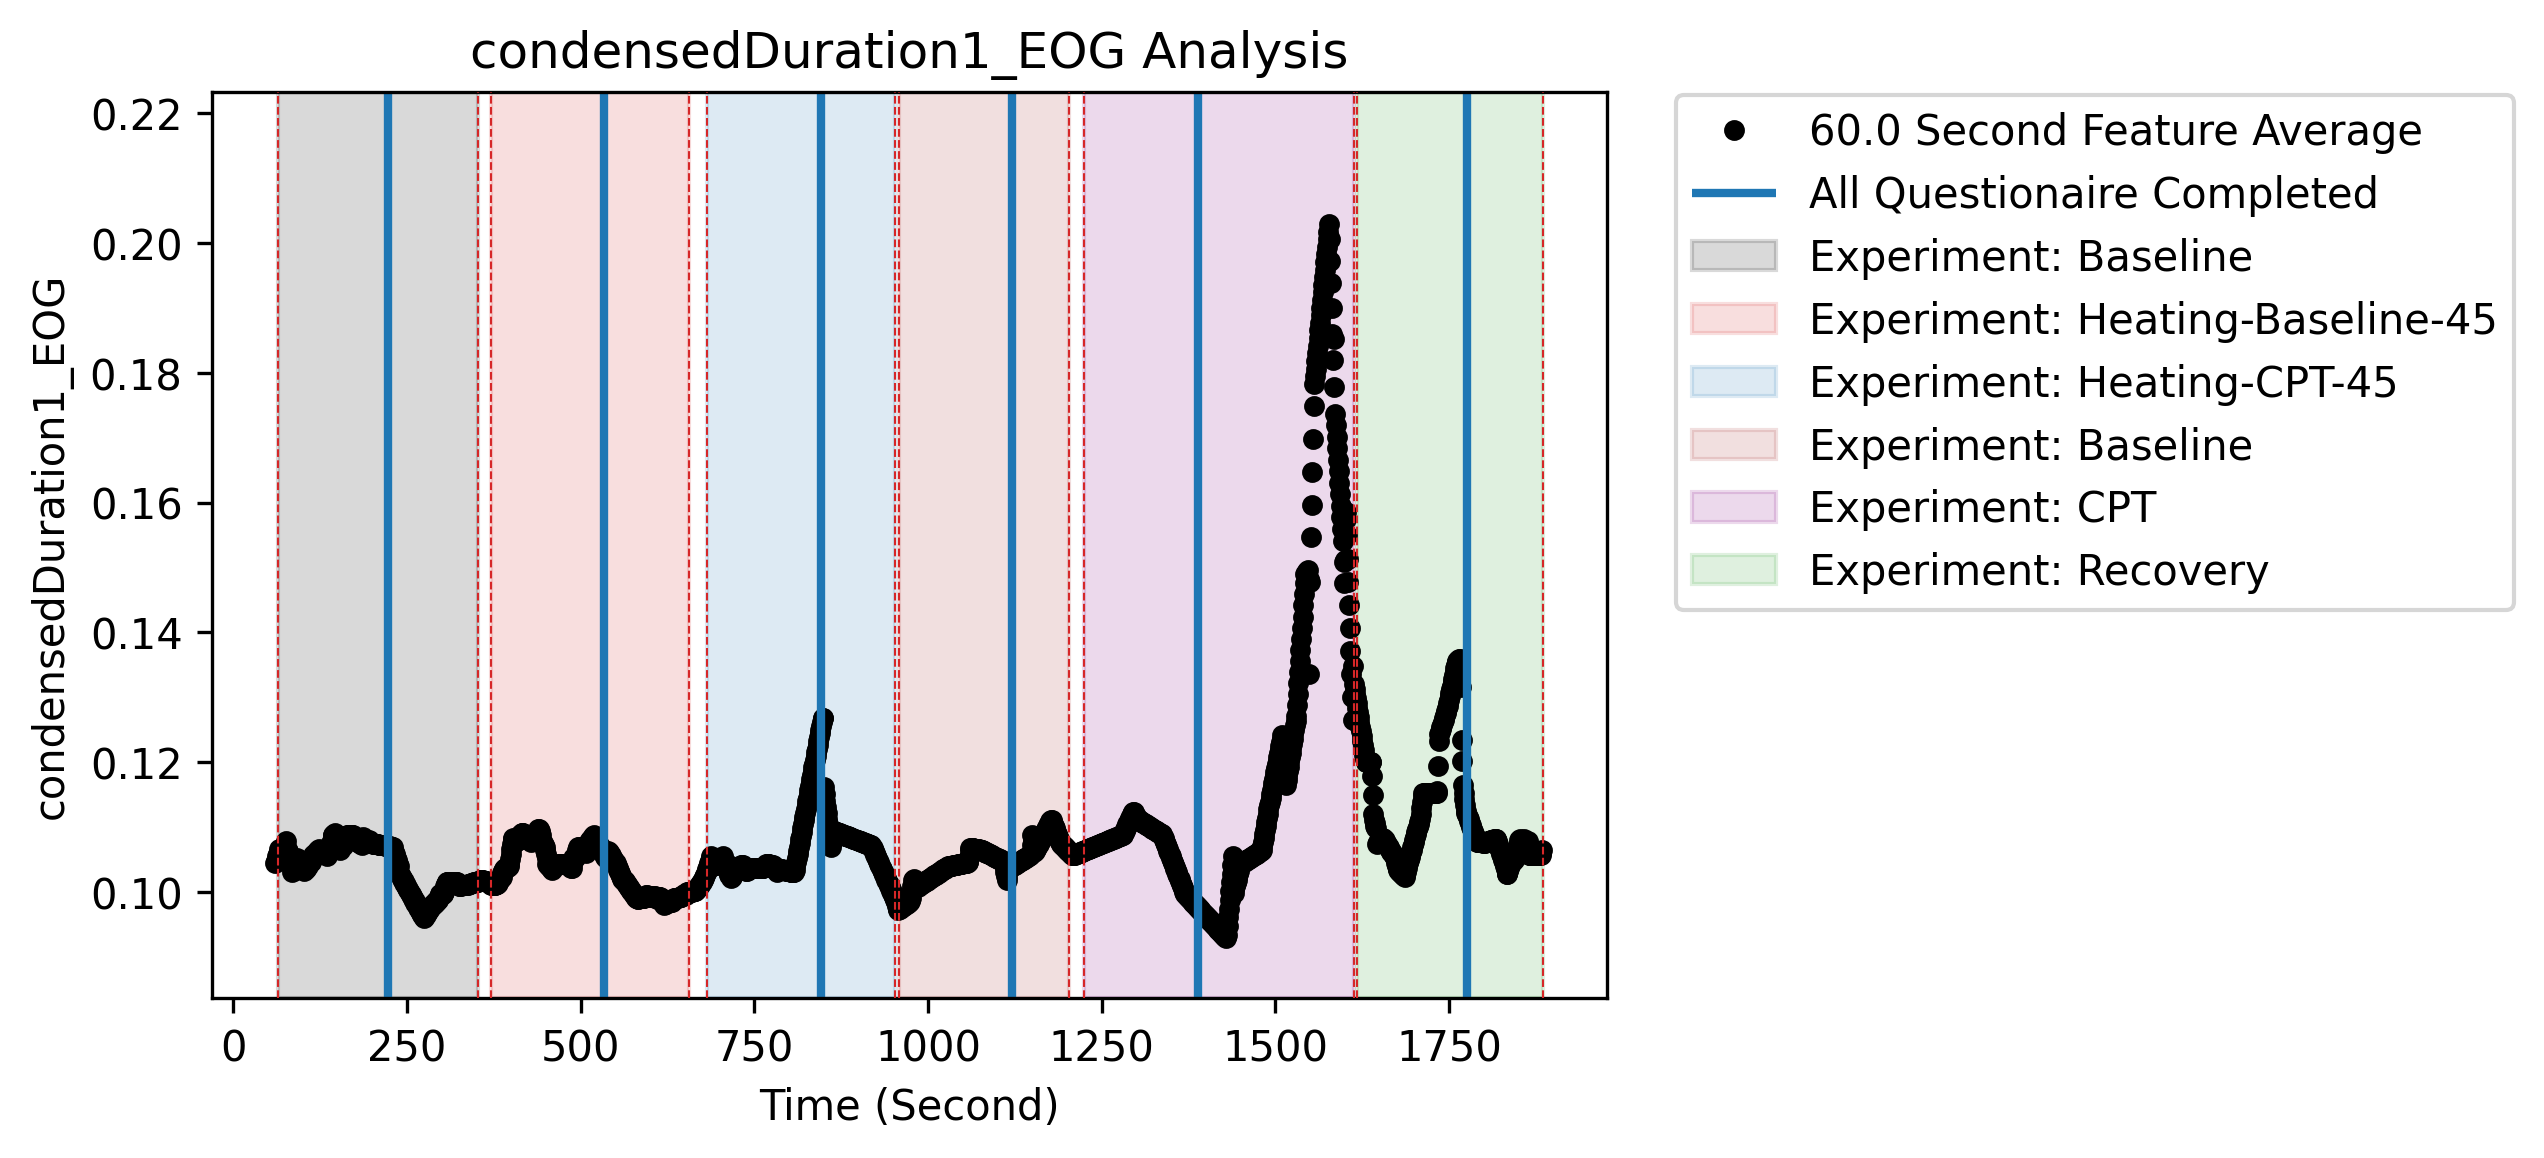 condensedDuration1_EOG Analysis
condensedDuration1_EOG
0.22
0.20
0.18
0.16
0.14
0.12
0.10
0 250 500 750 1000 1250 1500 1750
Time (Second)
60.0 Second Feature Average
All Questionaire Completed
Experiment: Baseline
Experiment: Heating-Baseline-45
Experiment: Heating-CPT-45
Experiment: Baseline
Experiment: CPT
Experiment: Recovery